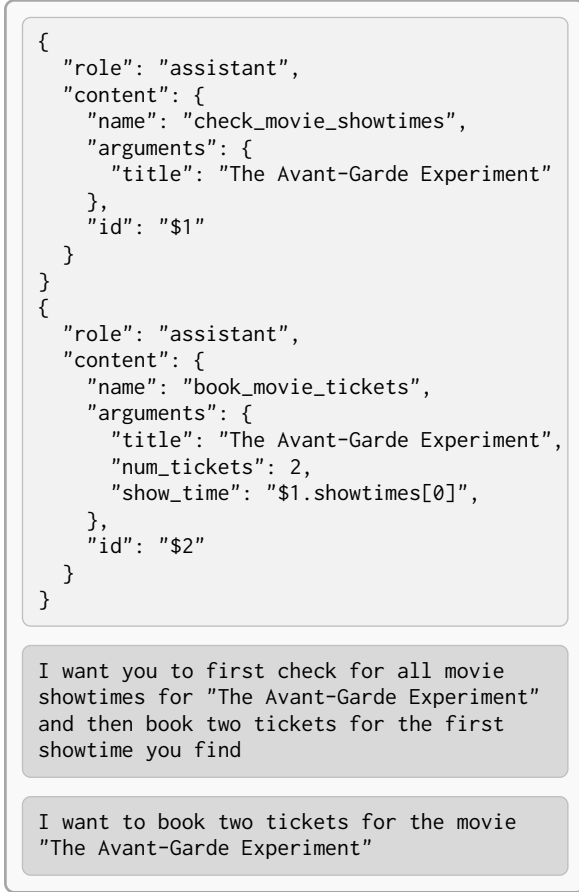 {
  "role": "assistant",
  "content": {
    "name": "check_movie_showtimes",
    "arguments": {
      "title": "The Avant-Garde Experiment"
    },
    "id": "$1"
  }
}
{
  "role": "assistant",
  "content": {
    "name": "book_movie_tickets",
    "arguments": {
      "title": "The Avant-Garde Experiment",
      "num_tickets": 2,
      "show_time": "$1.showtimes[0]",
    },
    "id": "$2"
  }
}
I want you to first check for all movie
showtimes for "The Avant-Garde Experiment"
and then book two tickets for the first
showtime you find
I want to book two tickets for the movie
"The Avant-Garde Experiment"